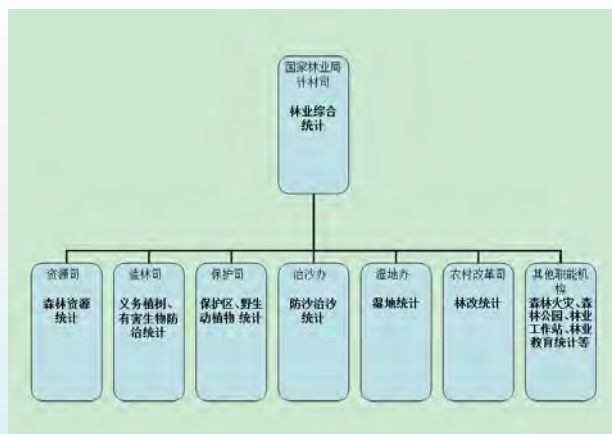 国家林业局
计材司
林业综合
统计
资源司
森林资源
统计
造林司
义务植树、
有害生物防
治统计
保护司
保护区、野生
动植物 统计
治沙办
防沙治沙
统计
湿地办
湿地统计
农村改革司
林改统计
其他职能机
构
森林火灾、森
林公园、林业
工作站、林业
教育统计等